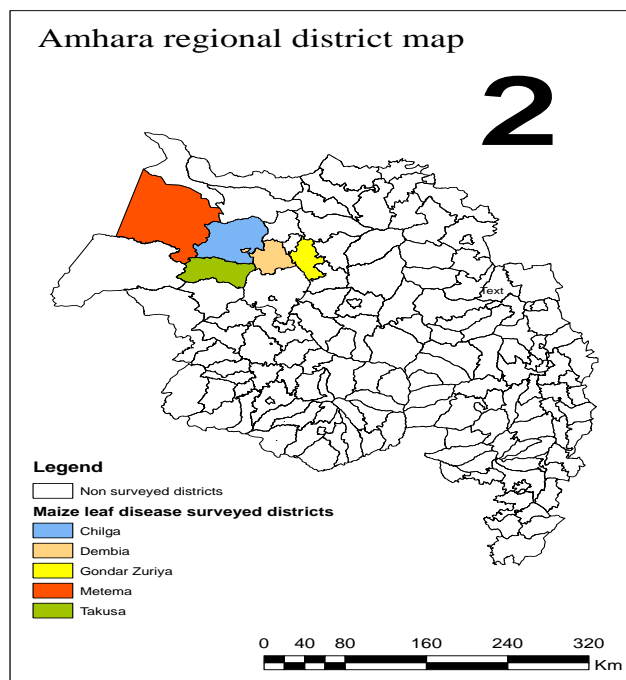 Amhara regional district map
2
Text
Legend
Non surveyed districts
Maize leaf disease surveyed districts
Chilga
Dembia
Gondar Zuriya
Metema
Takusa
0 40 80 160 240 320
Km